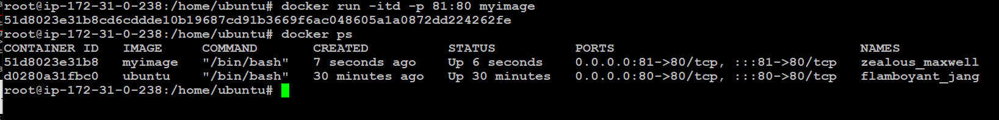 root@ip-172-31-0-238:/home/ubuntu# docker run -itd -p 81:80 myimage
51d8023e31b8cd6cddde10b19687cd91b3669f6ac048605a1a0872dd224262fe
root@ip-172-31-0-238:/home/ubuntu# docker ps
CONTAINER ID   IMAGE     COMMAND       CREATED          STATUS          PORTS                               NAMES
51d8023e31b8   myimage   "/bin/bash"   7 seconds ago    Up 6 seconds    0.0.0.0:81->80/tcp, :::81->80/tcp   zealous_maxwell
d0280a31fbc0   ubuntu    "/bin/bash"   30 minutes ago   Up 30 minutes   0.0.0.0:80->80/tcp, :::80->80/tcp   flamboyant_jang
root@ip-172-31-0-238:/home/ubuntu#